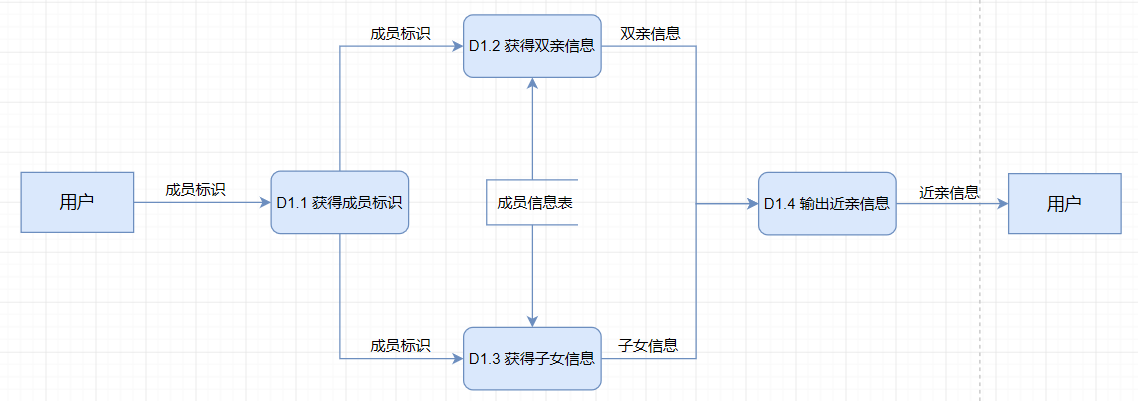 成员标识
D1.2 获得双亲信息
双亲信息
用户
成员标识
D1.1 获得成员标识
成员信息表
D1.4 输出近亲信息
近亲信息
用户
成员标识
D1.3 获得子女信息
子女信息